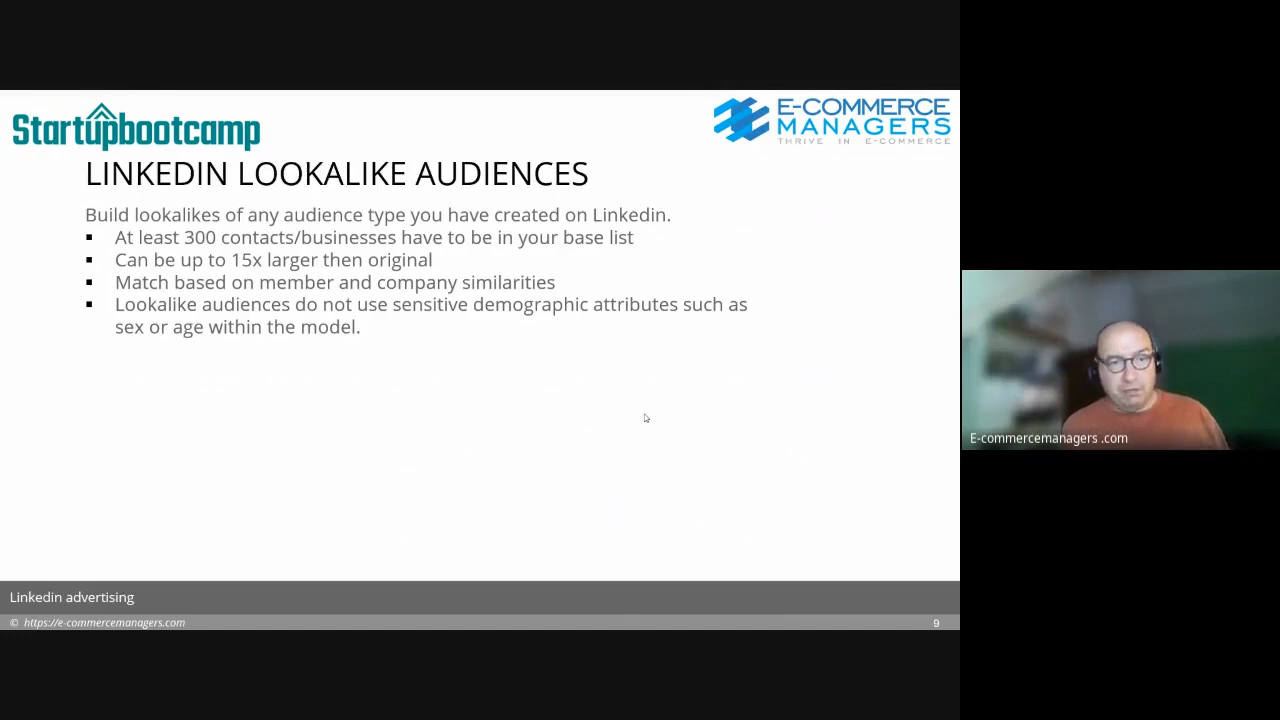 Startupbootcamp
E-COMMERCE
MANAGERS
THRIVE IN E-COMMERCE
LINKEDIN LOOKALIKE AUDIENCES
Build lookalikes of any audience type you have created on Linkedin.
▪ At least 300 contacts/businesses have to be in your base list
▪ Can be up to 15x larger then original
▪ Match based on member and company similarities
▪ Lookalike audiences do not use sensitive demographic attributes such as
sex or age within the model.
E-commercemanagers .com
Linkedin advertising
© https://e-commercemanagers.com
9